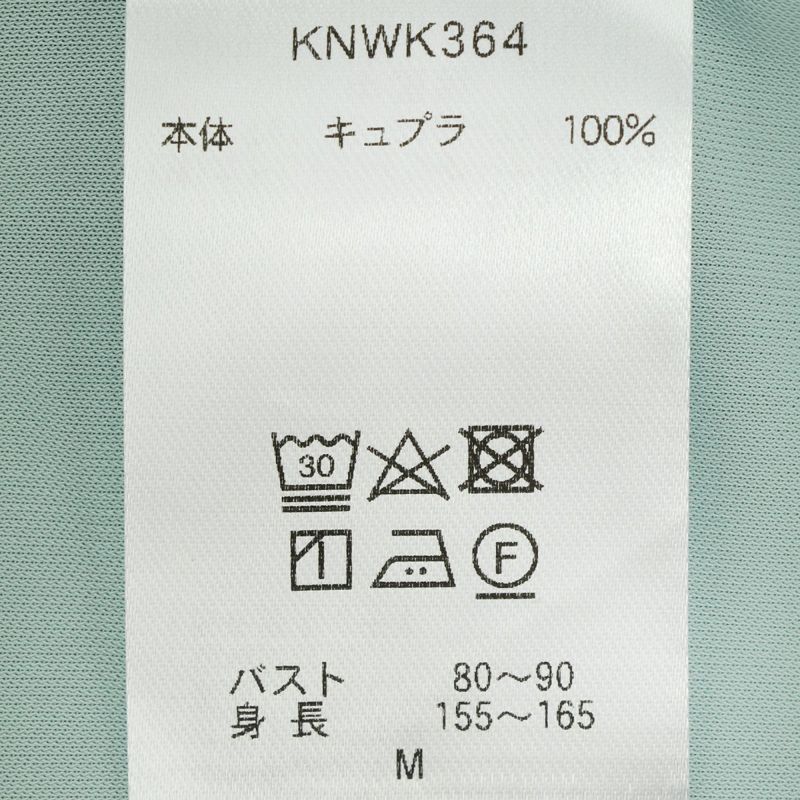 KNWK364
本体 キュプラ 100%
30
F
バスト 80～90
身長 155～165
M